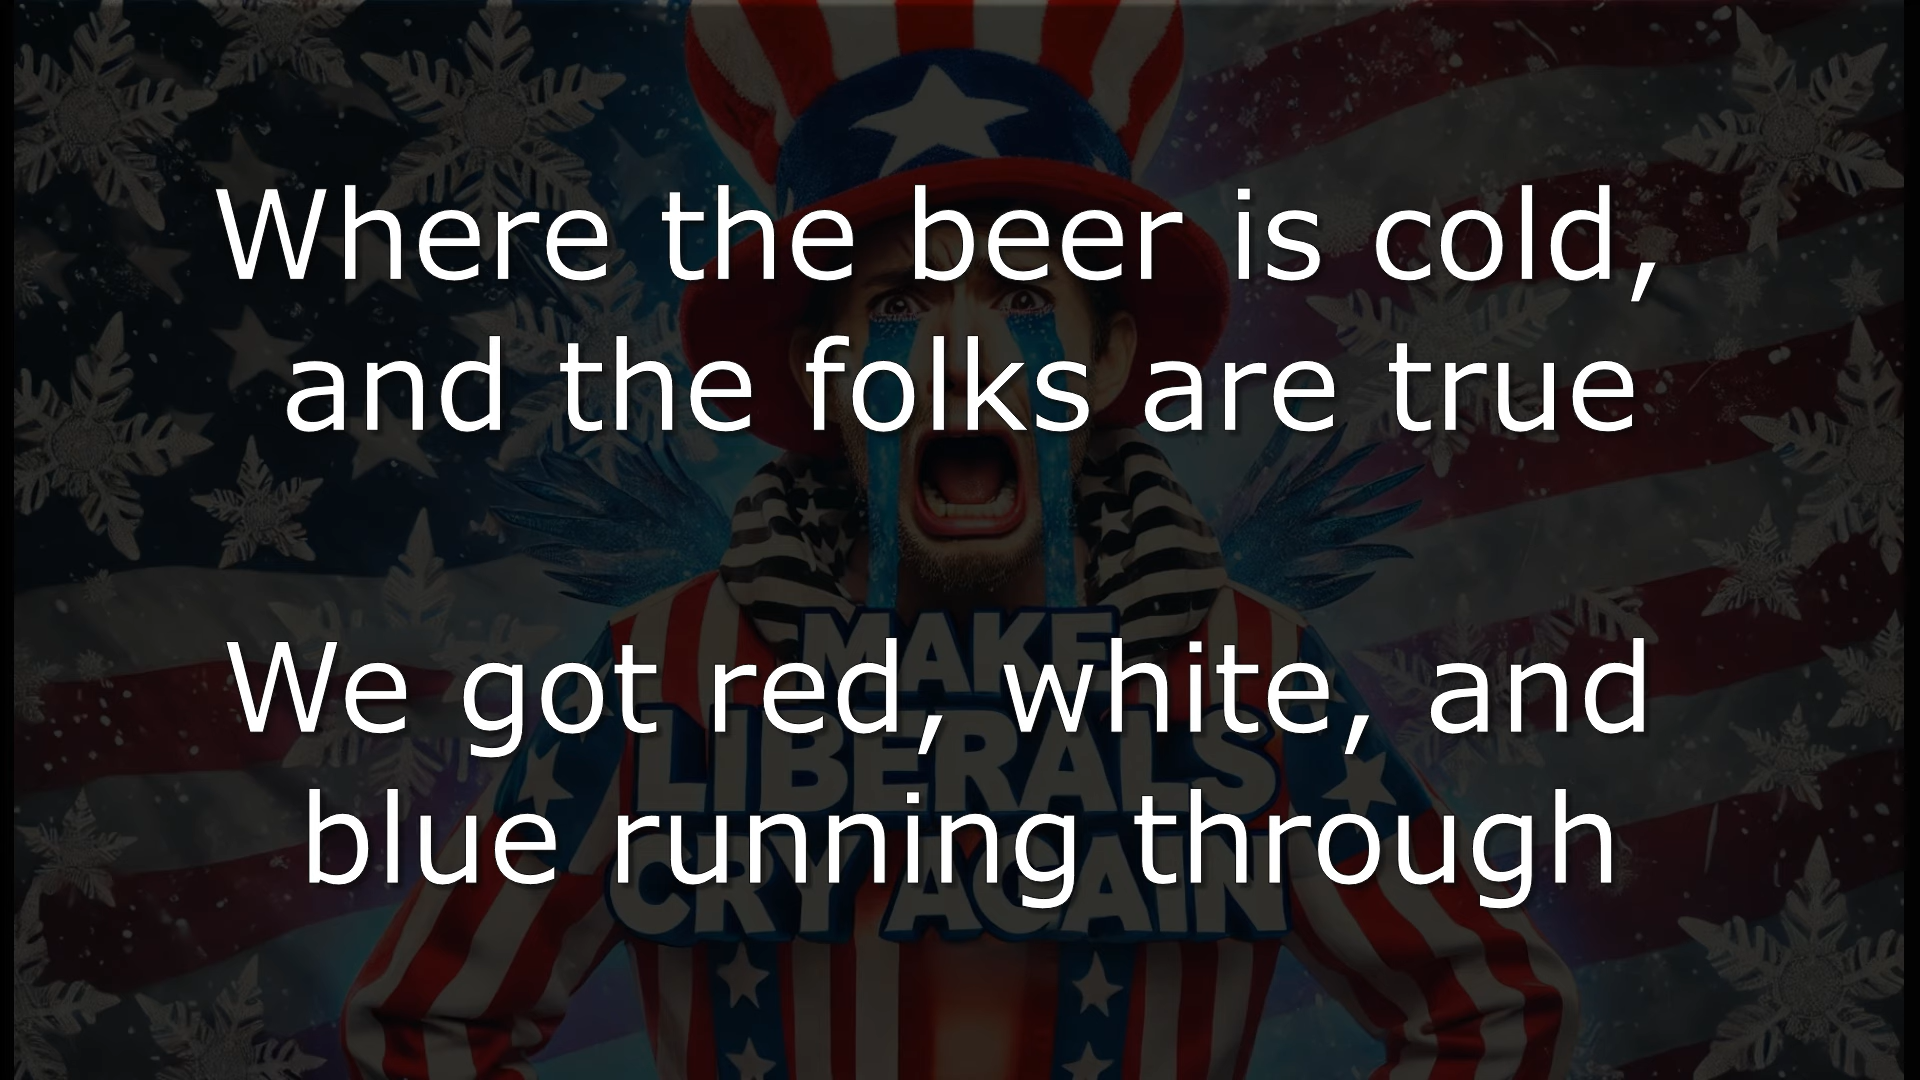 Where the beer is cold,
and the folks are true
We got red, white, and
blue running through
MAKE
LIBERALS
CRY AGAIN